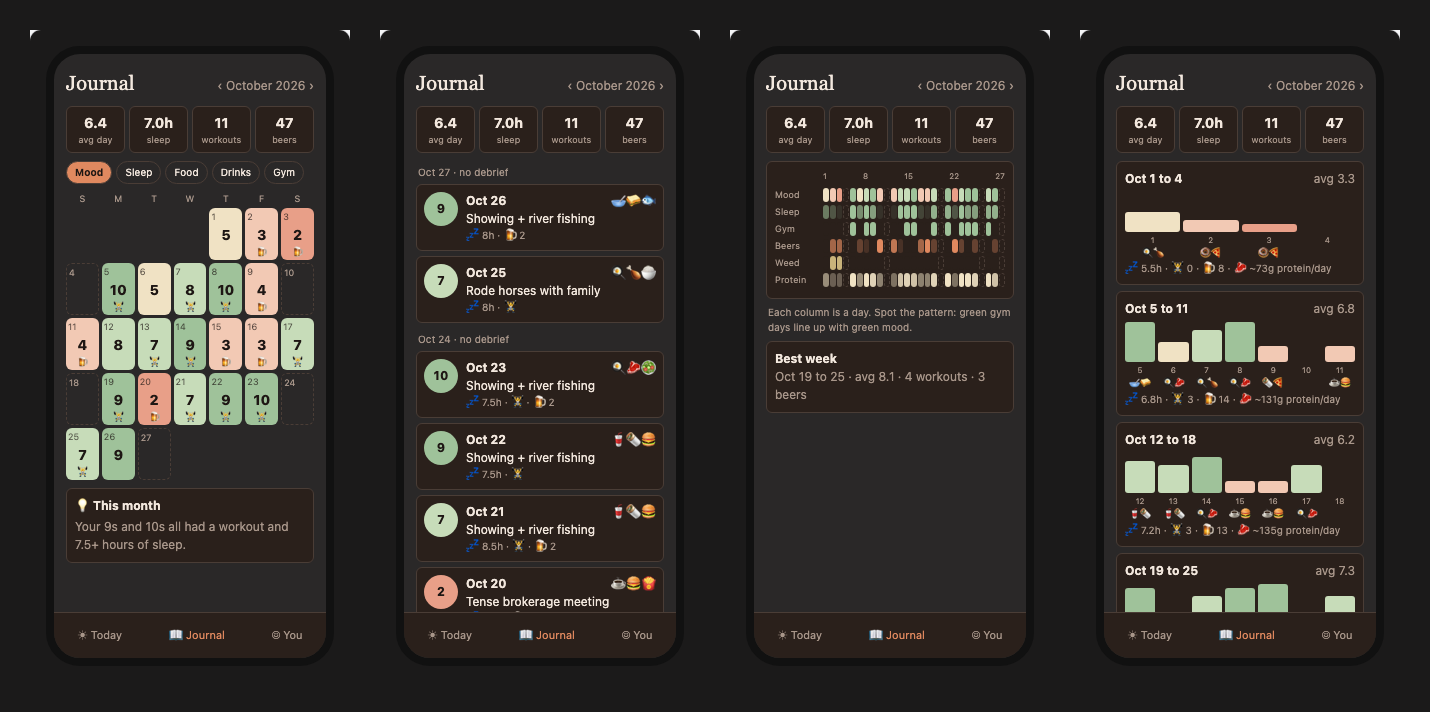 Journal
‹ October 2026 ›
6.4
avg day
7.0h
sleep
11
workouts
47
beers
Mood
Sleep
Food
Drinks
Gym
S M T W T F S
1 5
2 3
3 2
4
5 10
6 5
7 8
8 10
9 4
10
11 4
12 8
13 7
14 9
15 3
16 3
17 7
18
19 9
20 2
21 7
22 9
23 10
24
25 7
26 9
27
💡 This month
Your 9s and 10s all had a workout and
7.5+ hours of sleep.
☀ Today
📖 Journal
☺ You
Journal
‹ October 2026 ›
6.4
avg day
7.0h
sleep
11
workouts
47
beers
Oct 27 · no debrief
9
Oct 26
Showing + river fishing
💤 8h · 🍺 2
7
Oct 25
Rode horses with family
💤 8h · 🏋
Oct 24 · no debrief
10
Oct 23
Showing + river fishing
💤 7.5h · 🏋 · 🍺 2
9
Oct 22
Showing + river fishing
💤 7.5h · 🏋
7
Oct 21
Showing + river fishing
💤 8.5h · 🏋 · 🍺 2
2
Oct 20
Tense brokerage meeting
☀ Today
📖 Journal
☺ You
Journal
‹ October 2026 ›
6.4
avg day
7.0h
sleep
11
workouts
47
beers
1 8 15 22 27
Mood
Sleep
Gym
Beers
Weed
Protein
Each column is a day. Spot the pattern: green gym
days line up with green mood.
Best week
Oct 19 to 25 · avg 8.1 · 4 workouts · 3
beers
☀ Today
📖 Journal
☺ You
Journal
‹ October 2026 ›
6.4
avg day
7.0h
sleep
11
workouts
47
beers
Oct 1 to 4
avg 3.3
1 2 3 4
💤 5.5h · 🏋 0 · 🍺 8 · 🥩 ~73g protein/day
Oct 5 to 11
avg 6.8
5 6 7 8 9 10 11
💤 6.8h · 🏋 3 · 🍺 14 · 🥩 ~131g protein/day
Oct 12 to 18
avg 6.2
12 13 14 15 16 17 18
💤 7.2h · 🏋 3 · 🍺 13 · 🥩 ~135g protein/day
Oct 19 to 25
avg 7.3
☀ Today
📖 Journal
☺ You